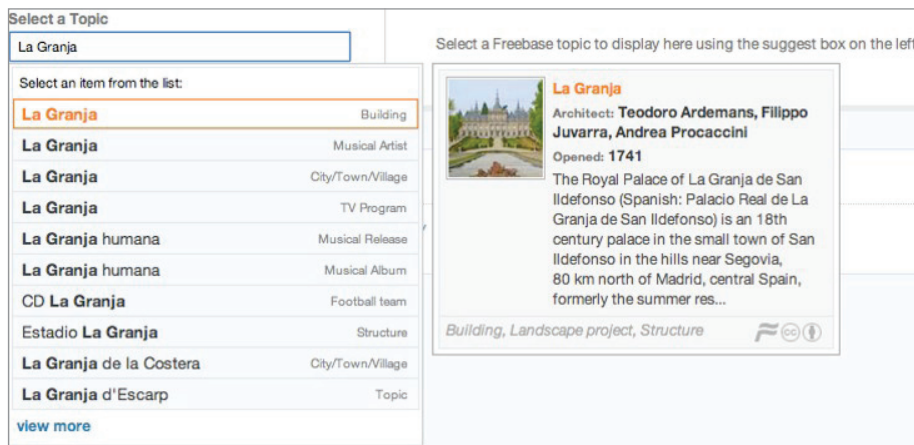 Select a Topic
La Granja
Select a Freebase topic to display here using the suggest box on the left
Select an item from the list:
La Granja Building
La Granja Musical Artist
La Granja City/Town/Village
La Granja TV Program
La Granja humana Musical Release
La Granja humana Musical Album
CD La Granja Football team
Estadio La Granja Structure
La Granja de la Costera City/Town/Village
La Granja d'Escarp Topic
view more
La Granja
Architect: Teodoro Ardemans, Filippo
Juvarra, Andrea Procaccini
Opened: 1741
The Royal Palace of La Granja de San
Ildefonso (Spanish: Palacio Real de La
Granja de San Ildefonso) is an 18th
century palace in the small town of San
Ildefonso in the hills near Segovia,
80 km north of Madrid, central Spain,
formerly the summer res...
Building, Landscape project, Structure
cc